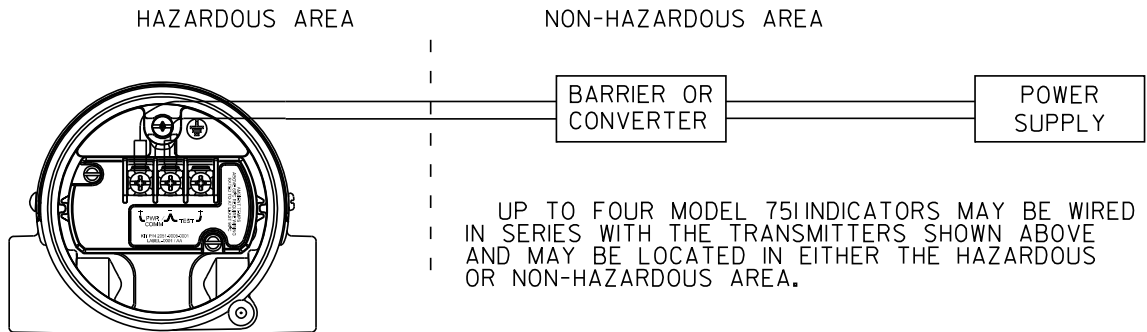 HAZARDOUS AREA
NON-HAZARDOUS AREA
BARRIER OR
CONVERTER
POWER
SUPPLY
PWR
COMM
TEST
UP TO FOUR MODEL 751 INDICATORS MAY BE WIRED
IN SERIES WITH THE TRANSMITTERS SHOWN ABOVE
AND MAY BE LOCATED IN EITHER THE HAZARDOUS
OR NON-HAZARDOUS AREA.